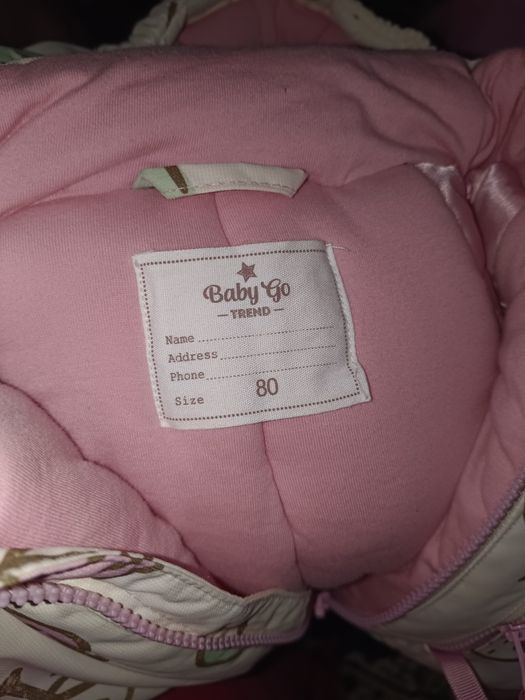 Baby Go
— TREND —
Name
Address
Phone
Size 80